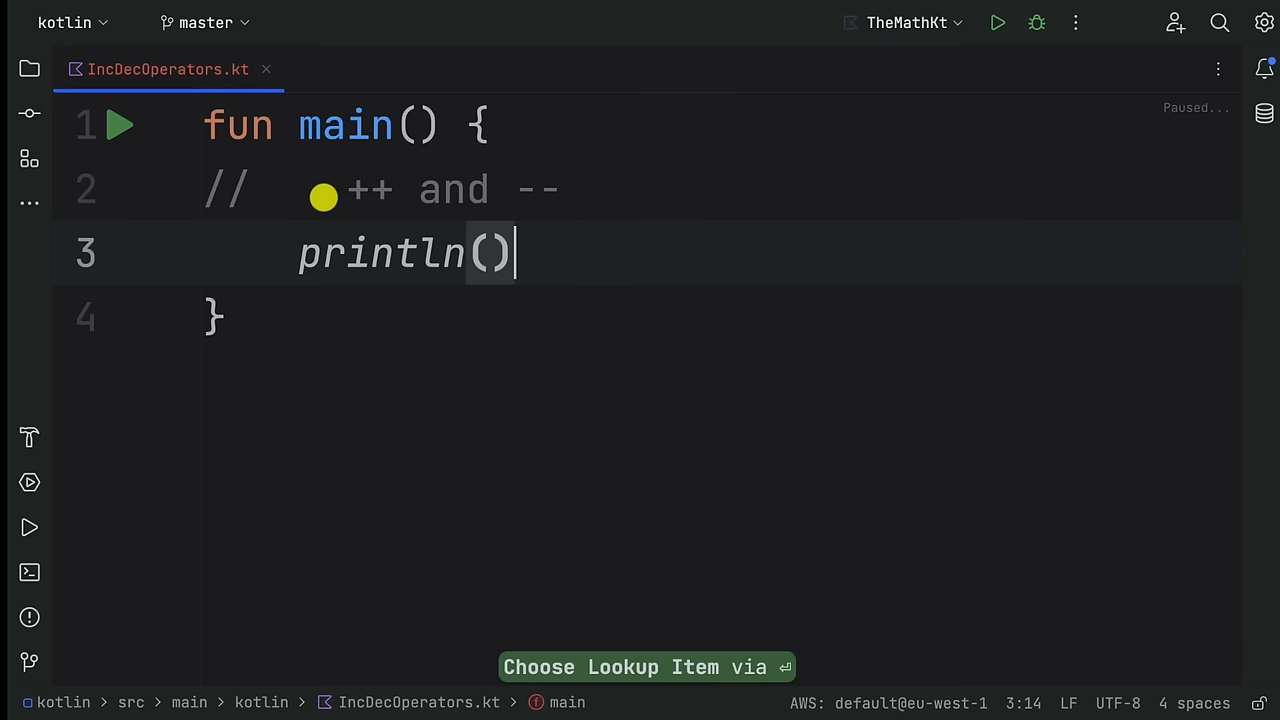 kotlin master TheMathKt
IncDecOperators.kt
Paused...
1 fun main() {
2 // ++ and --
3 println()
4 }
Choose Lookup Item via ⏎
kotlin > src > main > kotlin > IncDecOperators.kt > main AWS: default@eu-west-1 3:14 LF UTF-8 4 spaces